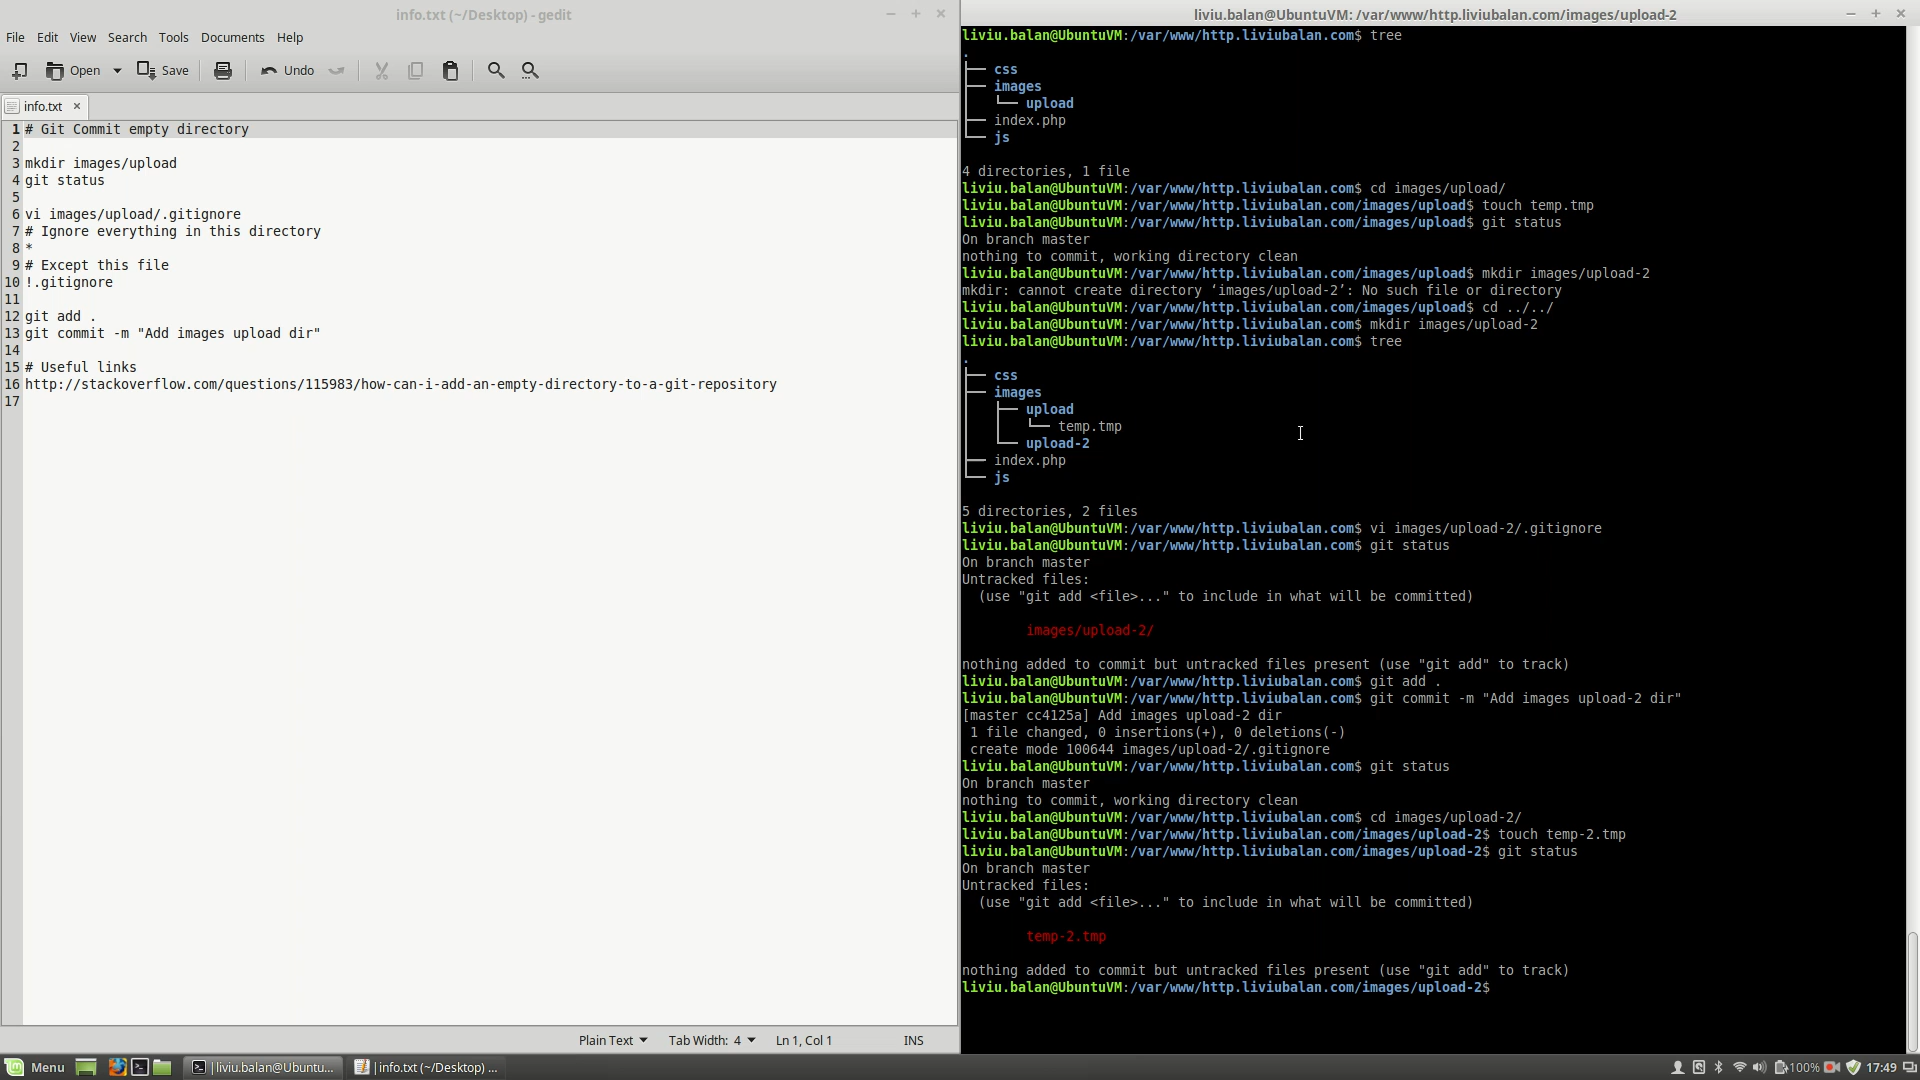 info.txt (~/Desktop) - gedit
File Edit View Search Tools Documents Help
Open Save Undo
info.txt
1 # Git Commit empty directory
2
3 mkdir images/upload
4 git status
5
6 vi images/upload/.gitignore
7 # Ignore everything in this directory
8 *
9 # Except this file
10 !.gitignore
11
12 git add .
13 git commit -m "Add images upload dir"
14
15 # Useful links
16 http://stackoverflow.com/questions/115983/how-can-i-add-an-empty-directory-to-a-git-repository
17
Plain Text Tab Width: 4 Ln 1, Col 1 INS
liviu.balan@UbuntuVM: /var/www/http.liviubalan.com/images/upload-2
liviu.balan@UbuntuVM:/var/www/http.liviubalan.com$ tree
.
├── css
├── images
│   └── upload
├── index.php
└── js
4 directories, 1 file
liviu.balan@UbuntuVM:/var/www/http.liviubalan.com$ cd images/upload/
liviu.balan@UbuntuVM:/var/www/http.liviubalan.com/images/upload$ touch temp.tmp
liviu.balan@UbuntuVM:/var/www/http.liviubalan.com/images/upload$ git status
On branch master
nothing to commit, working directory clean
liviu.balan@UbuntuVM:/var/www/http.liviubalan.com/images/upload$ mkdir images/upload-2
mkdir: cannot create directory ‘images/upload-2’: No such file or directory
liviu.balan@UbuntuVM:/var/www/http.liviubalan.com/images/upload$ cd ../../
liviu.balan@UbuntuVM:/var/www/http.liviubalan.com$ mkdir images/upload-2
liviu.balan@UbuntuVM:/var/www/http.liviubalan.com$ tree
.
├── css
├── images
│   ├── upload
│   │   └── temp.tmp
│   └── upload-2
├── index.php
└── js
5 directories, 2 files
liviu.balan@UbuntuVM:/var/www/http.liviubalan.com$ vi images/upload-2/.gitignore
liviu.balan@UbuntuVM:/var/www/http.liviubalan.com$ git status
On branch master
Untracked files:
  (use "git add <file>..." to include in what will be committed)
        images/upload-2/
nothing added to commit but untracked files present (use "git add" to track)
liviu.balan@UbuntuVM:/var/www/http.liviubalan.com$ git add .
liviu.balan@UbuntuVM:/var/www/http.liviubalan.com$ git commit -m "Add images upload-2 dir"
[master cc4125a] Add images upload-2 dir
 1 file changed, 0 insertions(+), 0 deletions(-)
 create mode 100644 images/upload-2/.gitignore
liviu.balan@UbuntuVM:/var/www/http.liviubalan.com$ git status
On branch master
nothing to commit, working directory clean
liviu.balan@UbuntuVM:/var/www/http.liviubalan.com$ cd images/upload-2/
liviu.balan@UbuntuVM:/var/www/http.liviubalan.com/images/upload-2$ touch temp-2.tmp
liviu.balan@UbuntuVM:/var/www/http.liviubalan.com/images/upload-2$ git status
On branch master
Untracked files:
  (use "git add <file>..." to include in what will be committed)
        temp-2.tmp
nothing added to commit but untracked files present (use "git add" to track)
liviu.balan@UbuntuVM:/var/www/http.liviubalan.com/images/upload-2$
Menu |liviu.balan@Ubuntu... |info.txt (~/Desktop) ... 100% 17:49